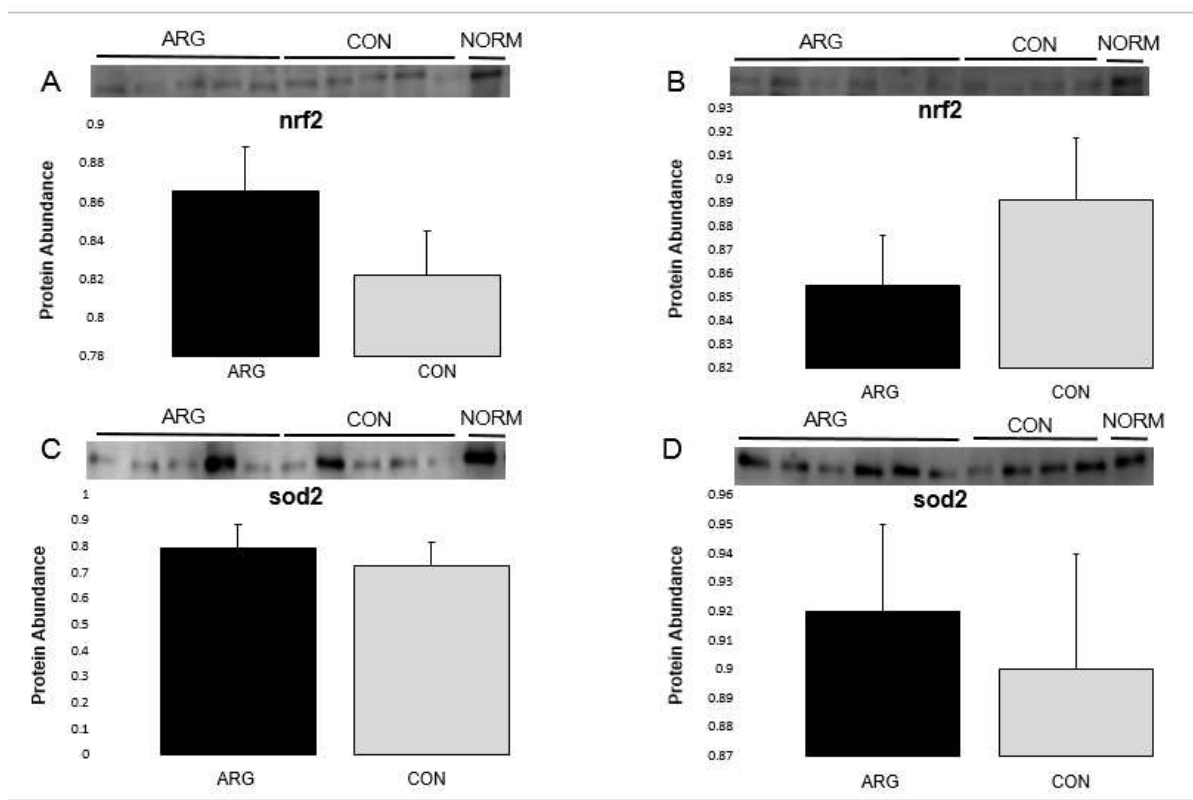 ARG CON NORM
A
nrf2
Protein Abundance
0.9
0.88
0.86
0.84
0.82
0.8
0.78
ARG CON
ARG CON NORM
B
nrf2
Protein Abundance
0.93
0.92
0.91
0.9
0.89
0.88
0.87
0.86
0.85
0.84
0.83
0.82
ARG CON
ARG CON NORM
C
sod2
Protein Abundance
1
0.9
0.8
0.7
0.6
0.5
0.4
0.3
0.2
0.1
0
ARG CON
ARG CON NORM
D
sod2
Protein Abundance
0.96
0.95
0.94
0.93
0.92
0.91
0.9
0.89
0.88
0.87
ARG CON